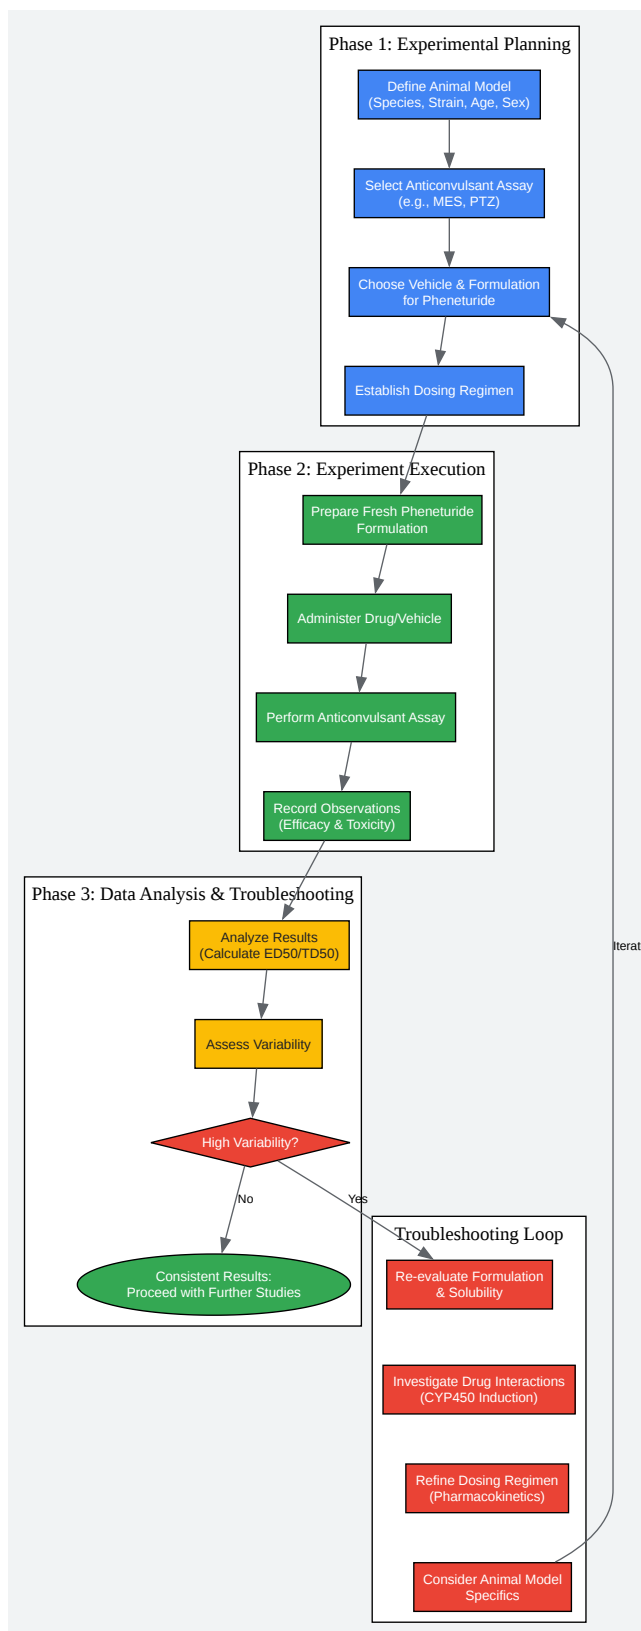 Phase 1: Experimental Planning
Define Animal Model
(Species, Strain, Age, Sex)
Select Anticonvulsant Assay
(e.g., MES, PTZ)
Choose Vehicle & Formulation
for Pheneturide
Establish Dosing Regimen
Phase 2: Experiment Execution
Prepare Fresh Pheneturide
Formulation
Administer Drug/Vehicle
Perform Anticonvulsant Assay
Record Observations
(Efficacy & Toxicity)
Phase 3: Data Analysis & Troubleshooting
Analyze Results
(Calculate ED50/TD50)
Iterat
Assess Variability
High Variability?
No
Yes
Consistent Results:
Proceed with Further Studies
Troubleshooting Loop
Re-evaluate Formulation
& Solubility
Investigate Drug Interactions
(CYP450 Induction)
Refine Dosing Regimen
(Pharmacokinetics)
Consider Animal Model
Specifics